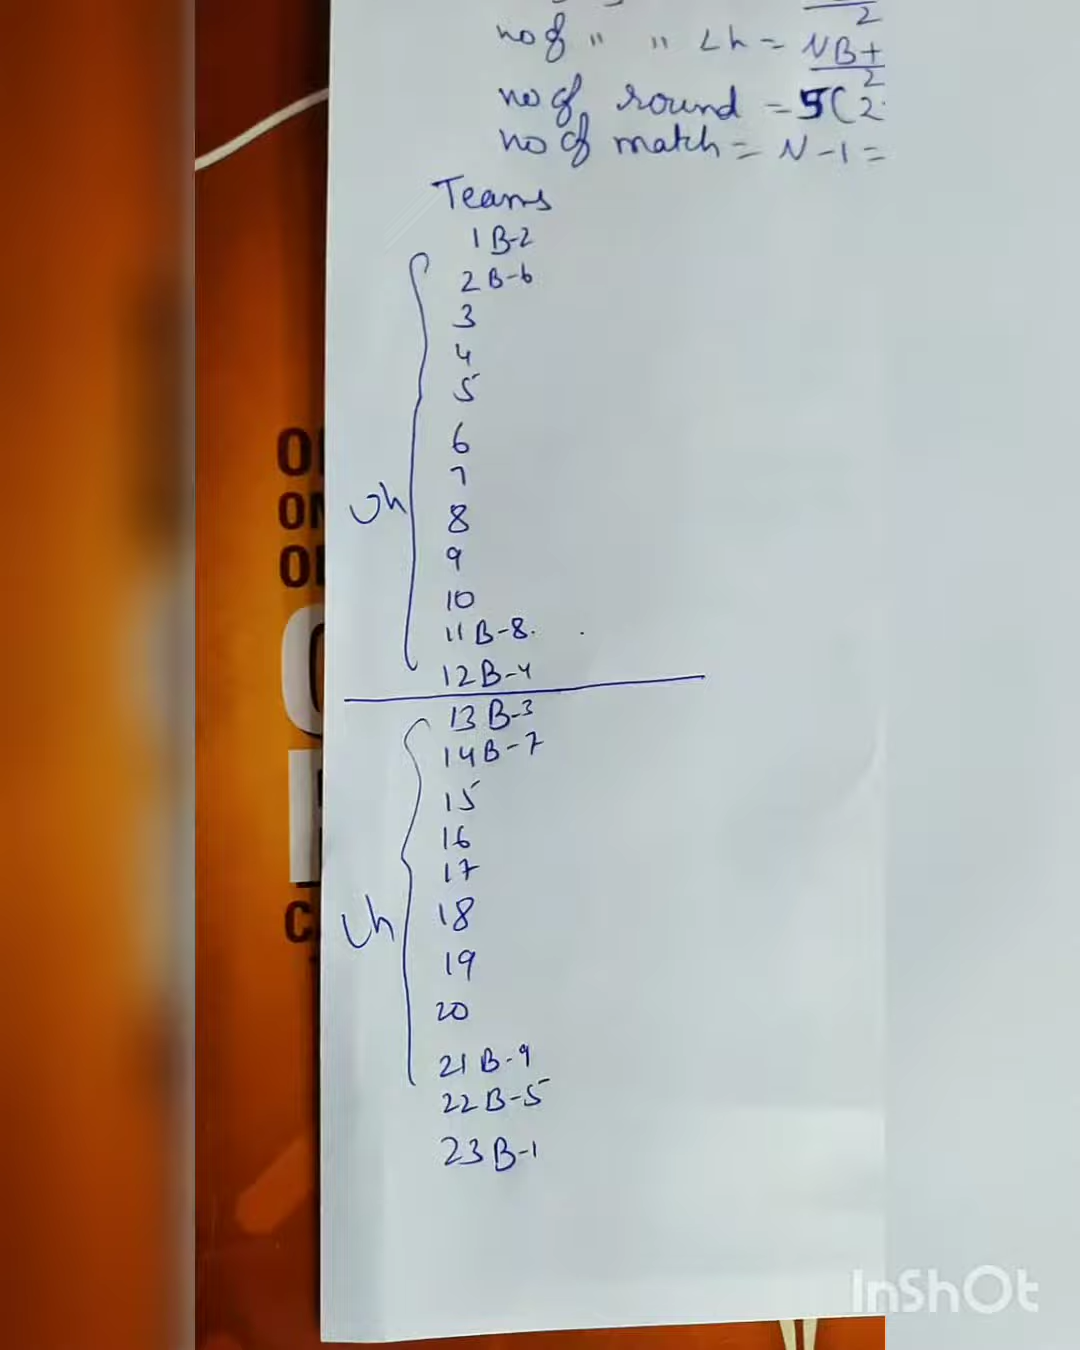 2
no of " " Lh = NB+
2
no of round = 5(2
no of match = N-1 =
Teams
1 B-2
2 B-6
3
4
5
6
7
Uh
8
9
10
11 B-8.
12 B-4
13 B-3
14 B-7
15
16
17
Lh
18
19
20
21 B-9
22 B-5
23 B-1
InShOt